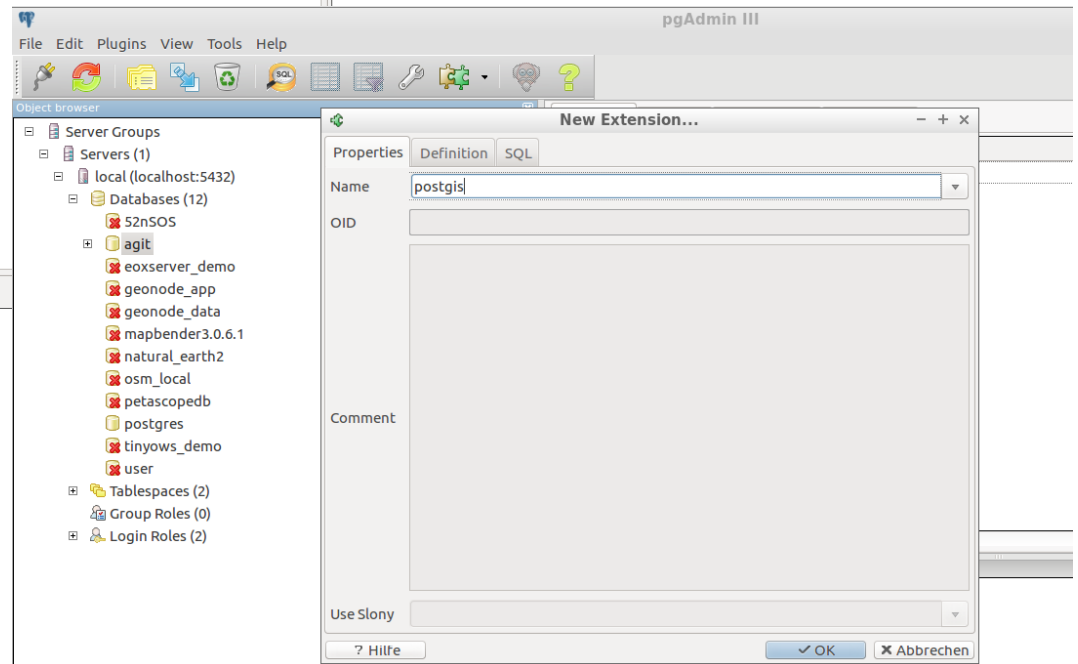 pgAdmin III
File Edit Plugins View Tools Help
SQL
Object browser
Server Groups
Servers (1)
local (localhost:5432)
Databases (12)
52nSOS
agit
eoxserver_demo
geonode_app
geonode_data
mapbender3.0.6.1
natural_earth2
osm_local
petascopedb
postgres
tinyows_demo
user
Tablespaces (2)
Group Roles (0)
Login Roles (2)
New Extension...
Properties Definition SQL
Name postgis
OID
Comment
Use Slony
? Hilfe OK Abbrechen